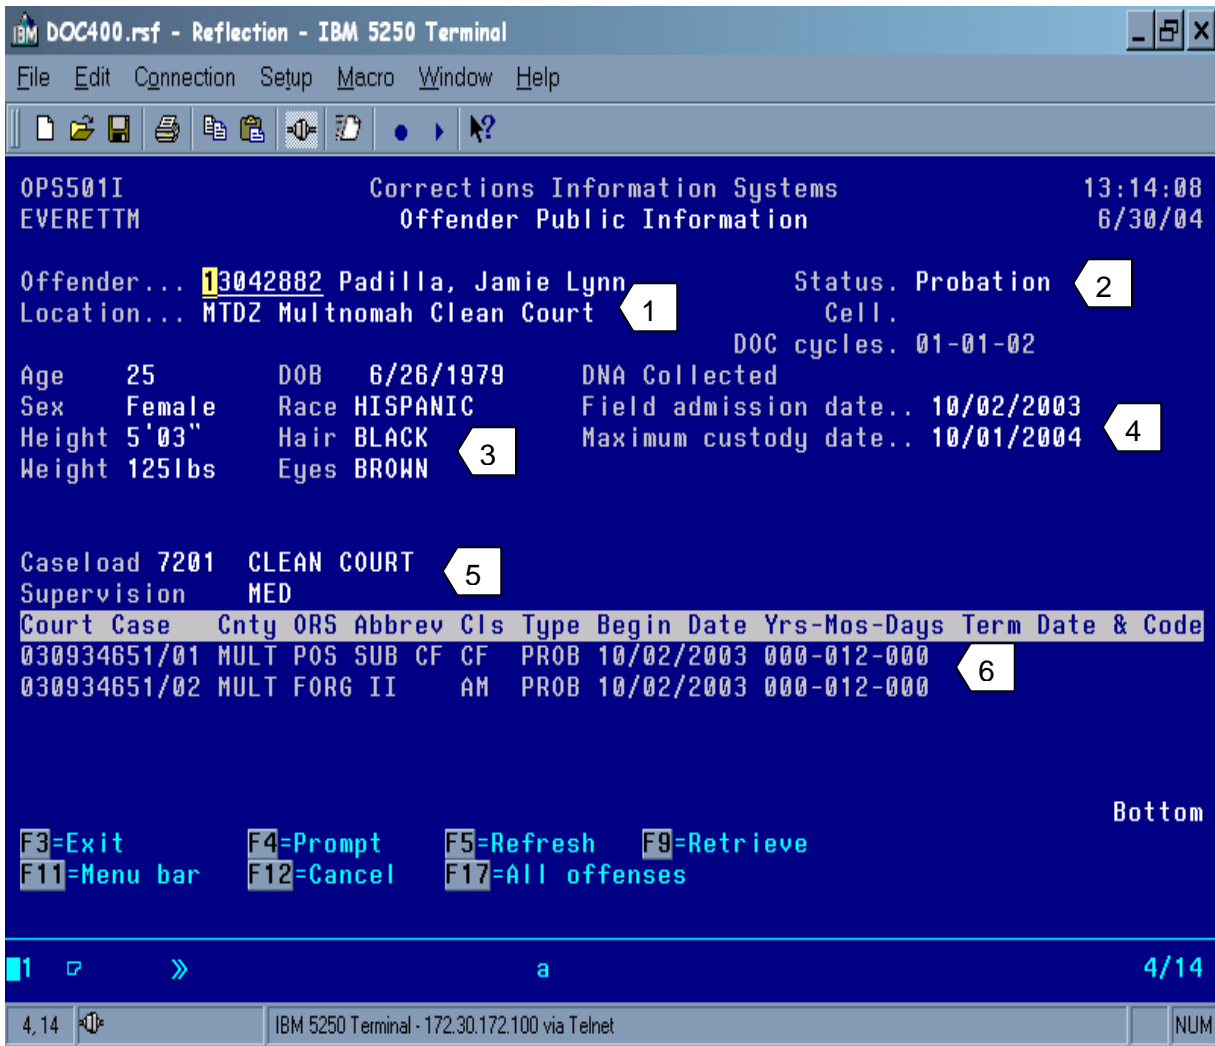 DOC400.rsf - Reflection - IBM 5250 Terminal
File Edit Connection Setup Macro Window Help
OPS501I Corrections Information Systems 13:14:08
EVERETTM Offender Public Information 6/30/04
Offender... 13042882 Padilla, Jamie Lynn Status. Probation 2
Location... MTDZ Multnomah Clean Court 1 Cell.
DOC cycles. 01-01-02
Age 25 DOB 6/26/1979 DNA Collected
Sex Female Race HISPANIC Field admission date.. 10/02/2003
Height 5'03" Hair BLACK Maximum custody date.. 10/01/2004 4
Weight 125lbs Eyes BROWN 3
Caseload 7201 CLEAN COURT 5
Supervision MED
Court Case Cnty ORS Abbrev Cls Type Begin Date Yrs-Mos-Days Term Date & Code
030934651/01 MULT POS SUB CF CF PROB 10/02/2003 000-012-000 6
030934651/02 MULT FORG II AM PROB 10/02/2003 000-012-000
Bottom
F3=Exit F4=Prompt F5=Refresh F9=Retrieve
F11=Menu bar F12=Cancel F17=All offenses
1 a 4/14
4, 14 IBM 5250 Terminal - 172.30.172.100 via Telnet NUM